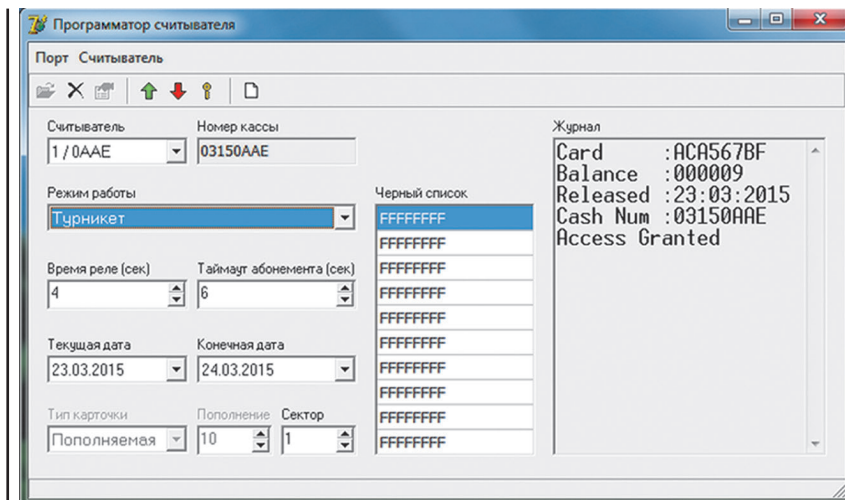 Программатор считывателя
Порт Считыватель
Считыватель
1 / 0AAE
Номер кассы
03150AAE
Режим работы
Турникет
Время реле (сек)
4
Таймаут абонемента (сек)
6
Текущая дата
23.03.2015
Конечная дата
24.03.2015
Тип карточки
Пополняемая
Пополнение
10
Сектор
1
Черный список
FFFFFFFF
FFFFFFFF
FFFFFFFF
FFFFFFFF
FFFFFFFF
FFFFFFFF
FFFFFFFF
FFFFFFFF
FFFFFFFF
FFFFFFFF
Журнал
Card :ACA567BF
Balance :000009
Released :23:03:2015
Cash Num :03150AAE
Access Granted